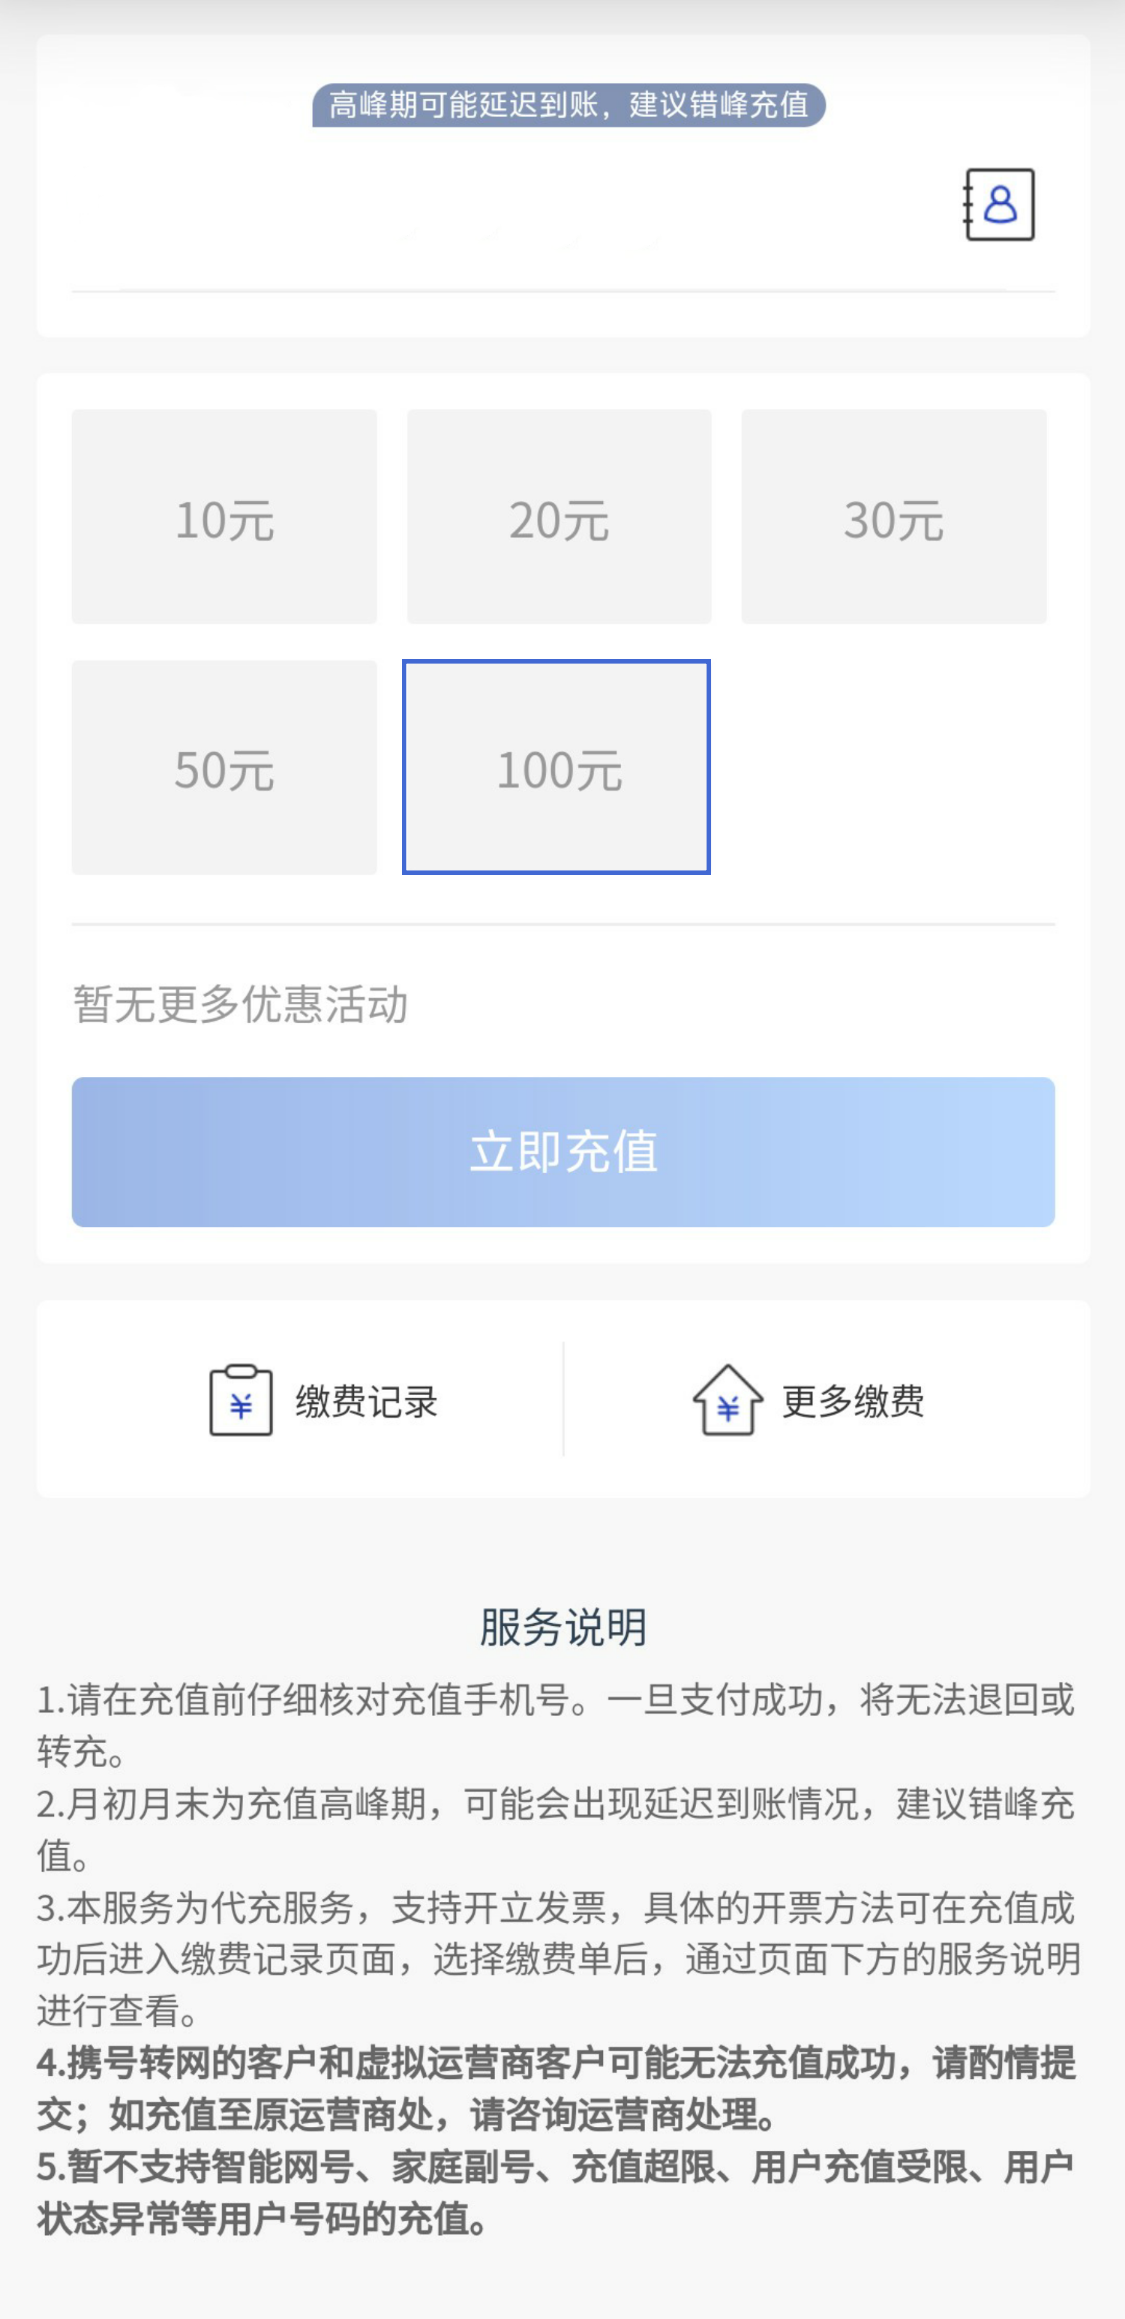 高峰期可能延迟到账，建议错峰充值
10元
20元
30元
50元
100元
暂无更多优惠活动
立即充值
缴费记录
更多缴费
服务说明
1.请在充值前仔细核对充值手机号。一旦支付成功，将无法退回或
转充。
2.月初月末为充值高峰期，可能会出现延迟到账情况，建议错峰充
值。
3.本服务为代充服务，支持开立发票，具体的开票方法可在充值成
功后进入缴费记录页面，选择缴费单后，通过页面下方的服务说明
进行查看。
4.携号转网的客户和虚拟运营商客户可能无法充值成功，请酌情提
交；如充值至原运营商处，请咨询运营商处理。
5.暂不支持智能网号、家庭副号、充值超限、用户充值受限、用户
状态异常等用户号码的充值。